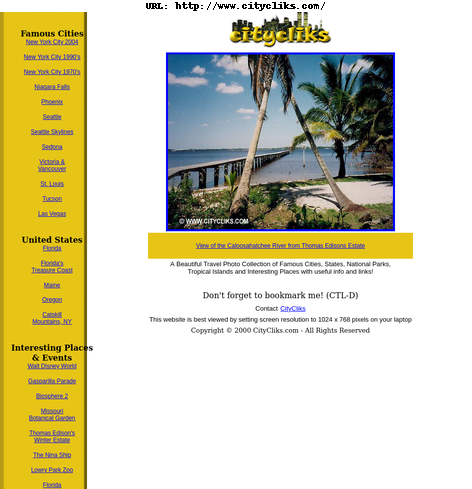 URL: http://www.citycliks.com/
citycliks
Famous Cities
New York City 2004
New York City 1990's
New York City 1970's
Niagara Falls
Phoenix
Seattle
Seattle Skylines
Sedona
Victoria &
Vancouver
St. Louis
Tucson
Las Vegas
United States
Florida
Florida's
Treasure Coast
Maine
Oregon
Catskill
Mountains, NY
Interesting Places
& Events
Walt Disney World
Gasparilla Parade
Biosphere 2
Missouri
Botanical Garden
Thomas Edison's
Winter Estate
The Nina Ship
Lowry Park Zoo
Florida
© WWW.CITYCLIKS.COM
View of the Caloosahatchee River from Thomas Edisons Estate
A Beautiful Travel Photo Collection of Famous Cities, States, National Parks,
Tropical Islands and Interesting Places with useful info and links!
Don't forget to bookmark me! (CTL-D)
Contact CityCliks
This website is best viewed by setting screen resolution to 1024 x 768 pixels on your laptop
Copyright © 2000 CityCliks.com - All Rights Reserved